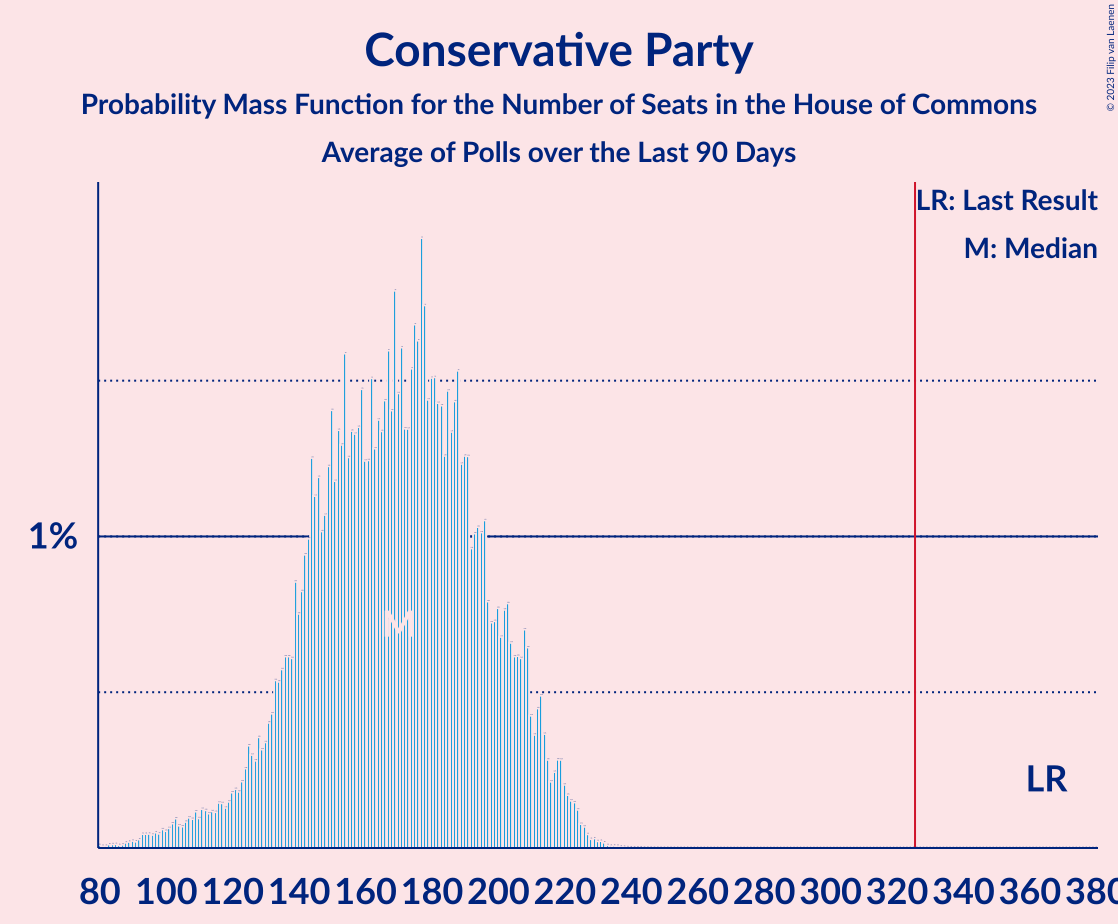 Conservative Party
Probability Mass Function for the Number of Seats in the House of Commons
Average of Polls over the Last 90 Days
© 2023 Filip van Laenen
LR: Last Result
M: Median
1%
M
LR
80 100 120 140 160 180 200 220 240 260 280 300 320 340 360 380